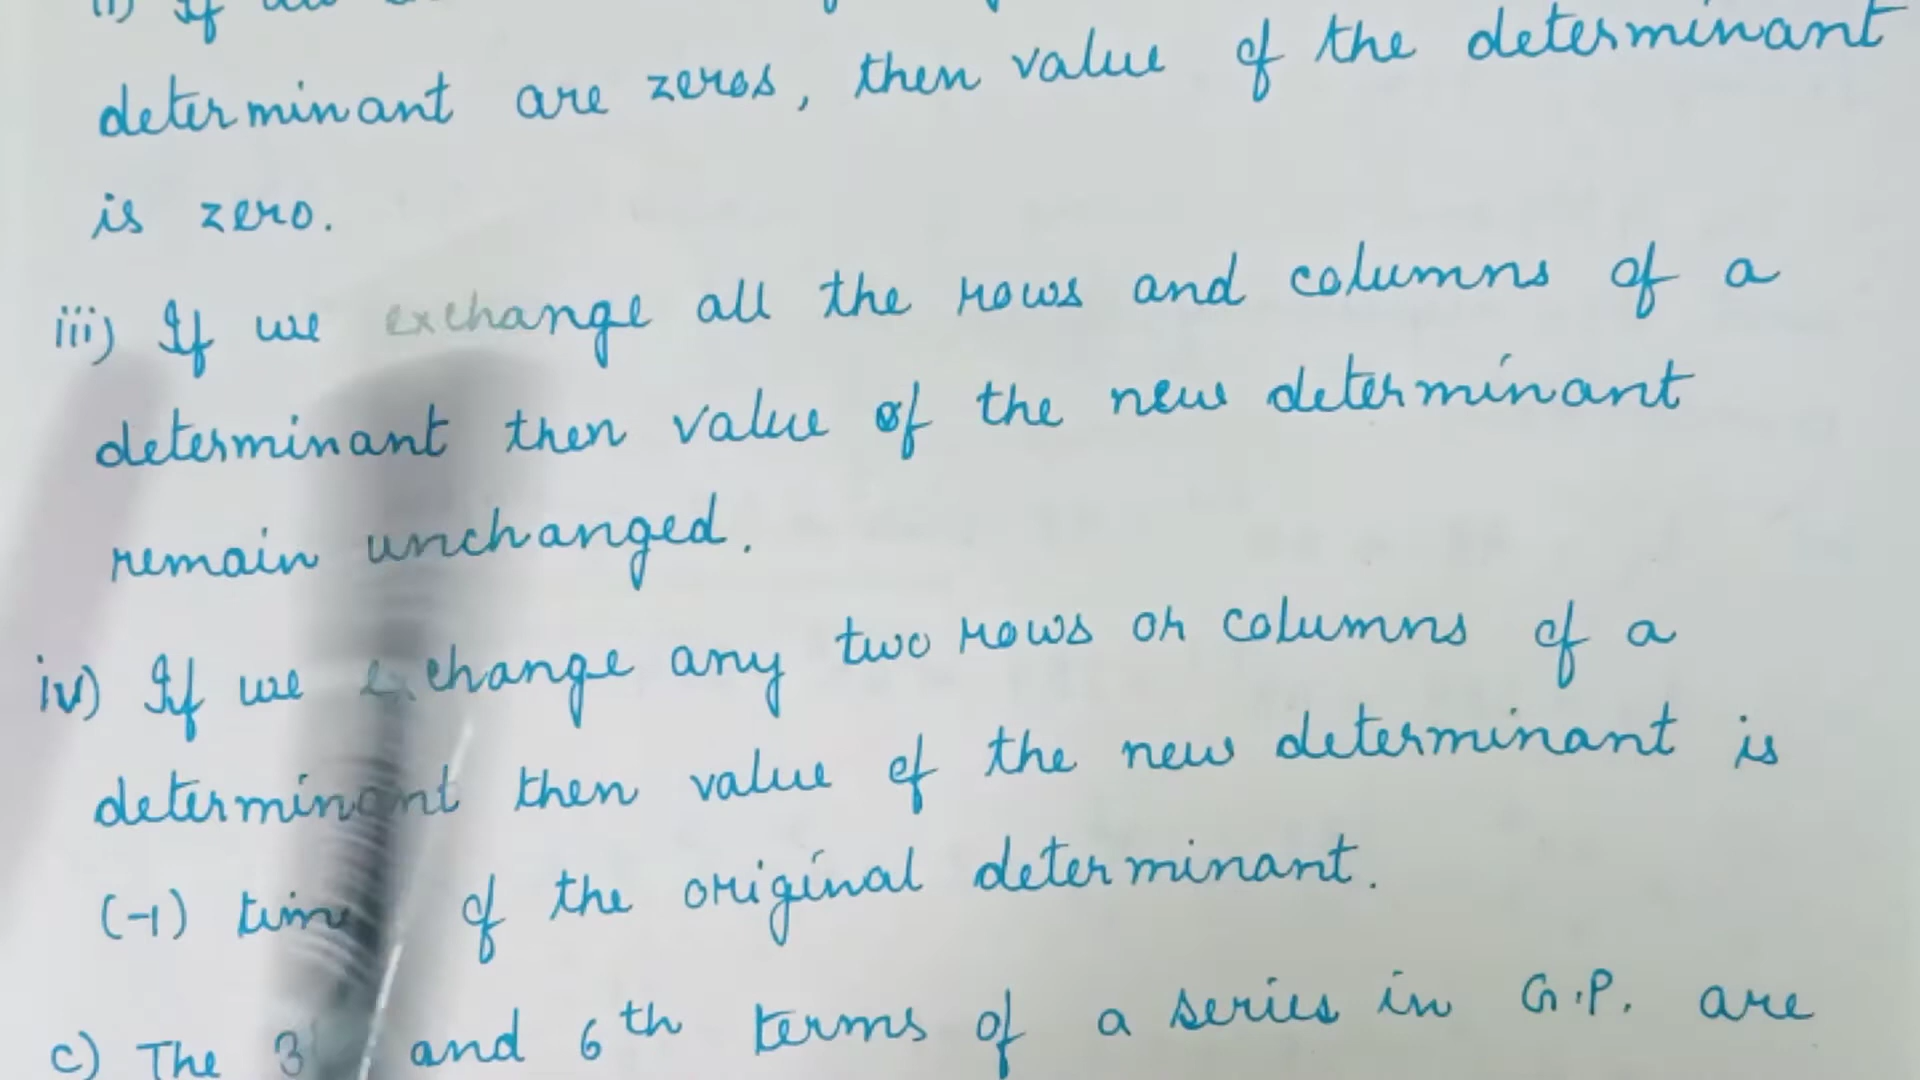 determinant are zeros, then value of the determinant
is zero.
iii) If we exchange all the rows and columns of a
determinant then value of the new determinant
remain unchanged.
iv) If we exchange any two rows or columns of a
determinant then value of the new determinant is
(-1) of the original determinant.
c) The and 6th terms of a series in G.P. are